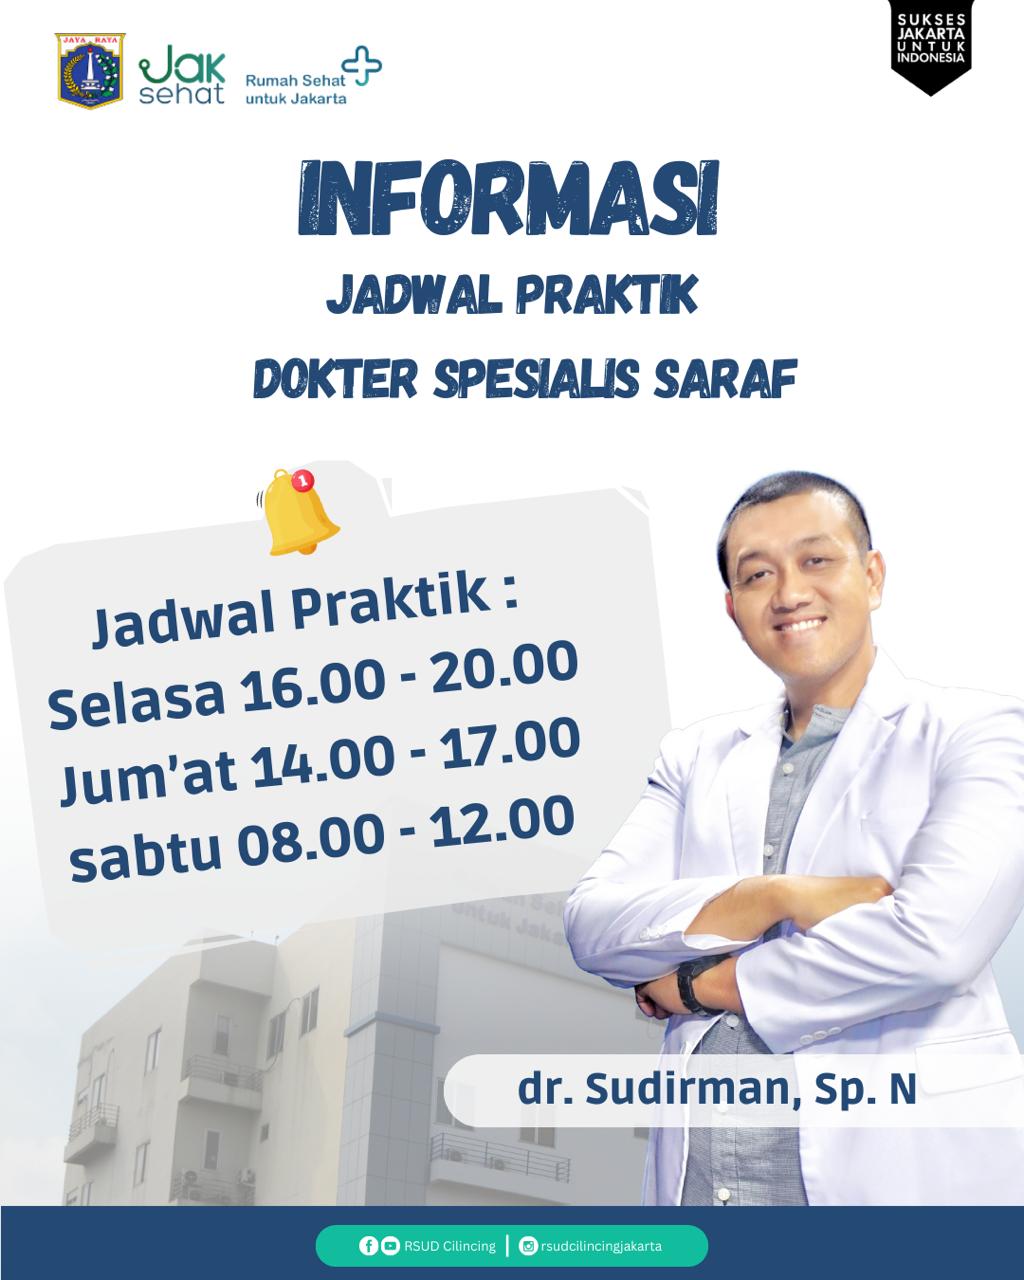 JAYA RAYA
Jak
sehat
Rumah Sehat
untuk Jakarta
SUKSES
JAKARTA
UNTUK
INDONESIA
INFORMASI
JADWAL PRAKTIK
DOKTER SPESIALIS SARAF
1
Jadwal Praktik :
Selasa 16.00 - 20.00
Jum'at 14.00 - 17.00
sabtu 08.00 - 12.00
dr. Sudirman, Sp. N
RSUD Cilincing | rsudcilincingjakarta